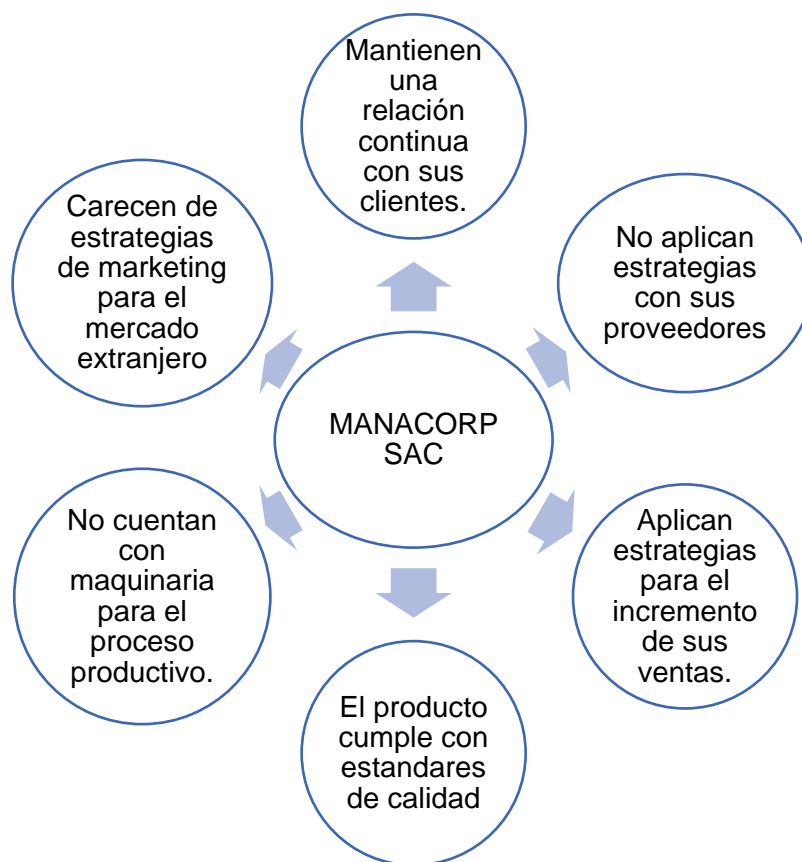 Mantienen
una
relación
continua
con sus
clientes.
No aplican
estrategias
con sus
proveedores
Aplican
estrategias
para el
incremento
de sus
ventas.
El producto
cumple con
estandares
de calidad
No cuentan
con
maquinaria
para el
proceso
productivo.
Carecen de
estrategias
de marketing
para el
mercado
extranjero
MANACORP
SAC